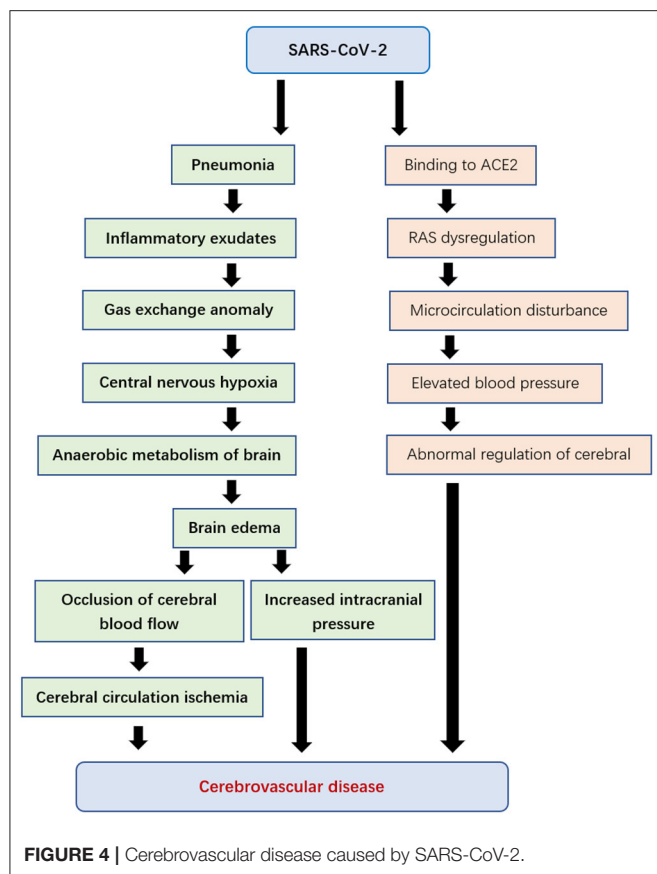 SARS-CoV-2
Pneumonia
Inflammatory exudates
Gas exchange anomaly
Central nervous hypoxia
Anaerobic metabolism of brain
Brain edema
Occlusion of cerebral
blood flow
Cerebral circulation ischemia
Increased intracranial
pressure
Binding to ACE2
RAS dysregulation
Microcirculation disturbance
Elevated blood pressure
Abnormal regulation of cerebral
Cerebrovascular disease
FIGURE 4 | Cerebrovascular disease caused by SARS-CoV-2.